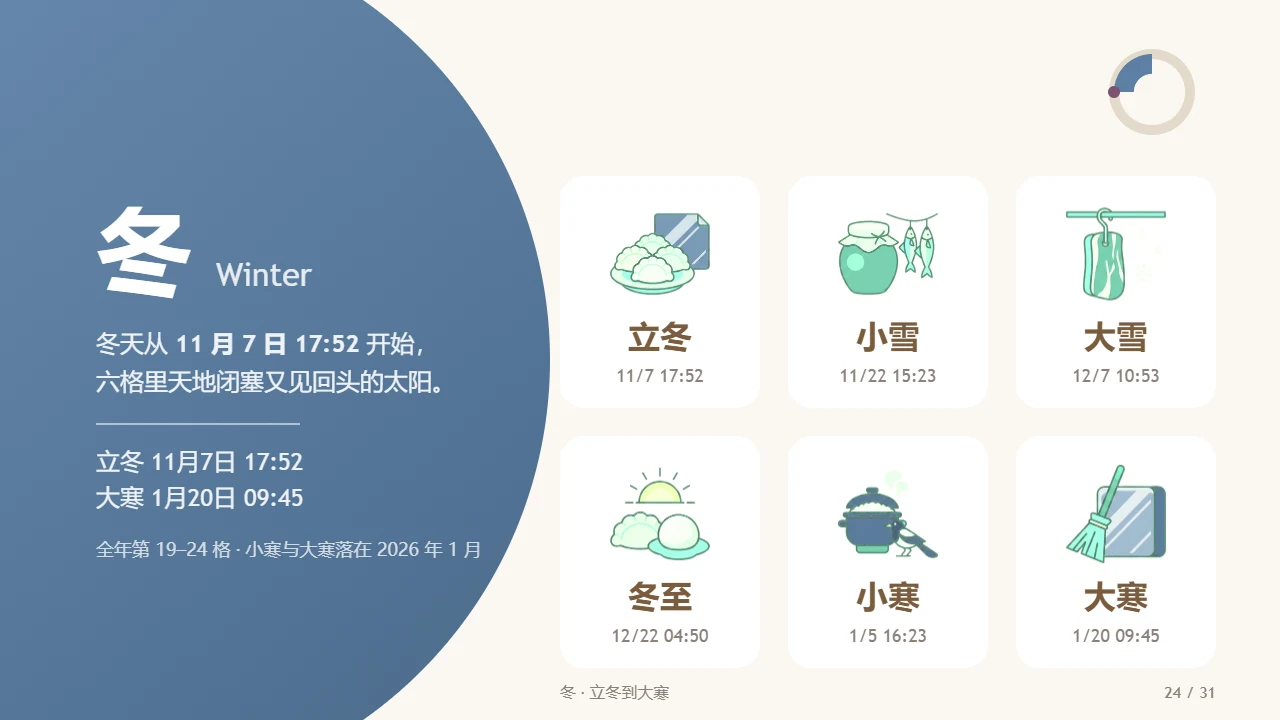 冬 Winter
冬天从 11 月 7 日 17:52 开始,
六格里天地闭塞又见回头的太阳。
立冬 11月7日 17:52
大寒 1月20日 09:45
全年第 19–24 格 · 小寒与大寒落在 2026 年 1 月
立冬
11/7 17:52
小雪
11/22 15:23
大雪
12/7 10:53
冬至
12/22 04:50
小寒
1/5 16:23
大寒
1/20 09:45
冬 · 立冬到大寒
24 / 31